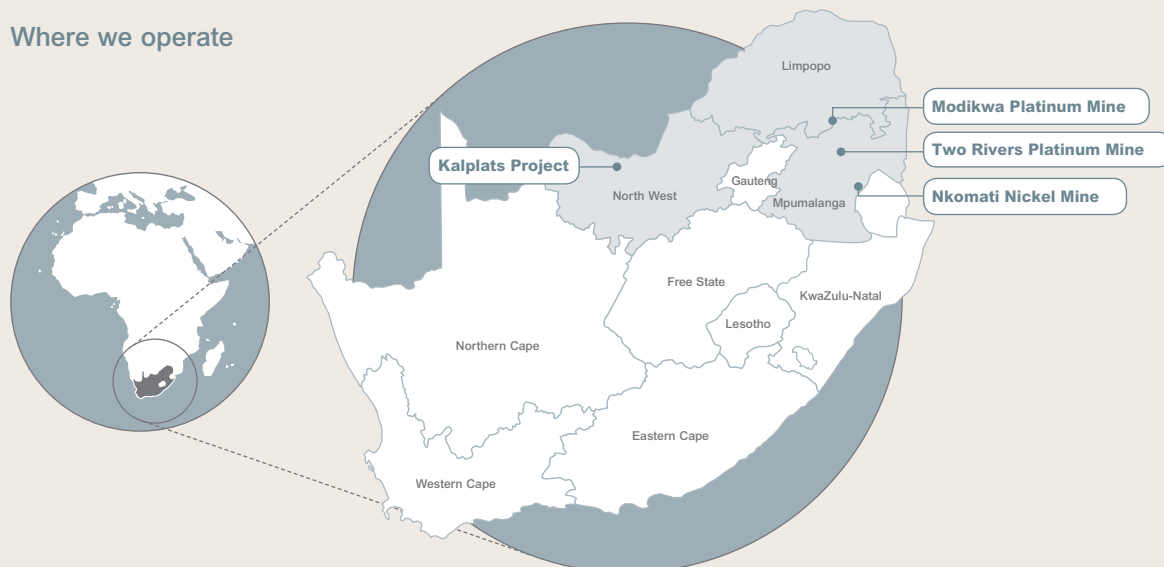 Where we operate
Limpopo
Modikwa Platinum Mine
Two Rivers Platinum Mine
Kalplats Project
Gauteng
North West
Mpumalanga
Nkomati Nickel Mine
Free State
KwaZulu-Natal
Lesotho
Northern Cape
Eastern Cape
Western Cape